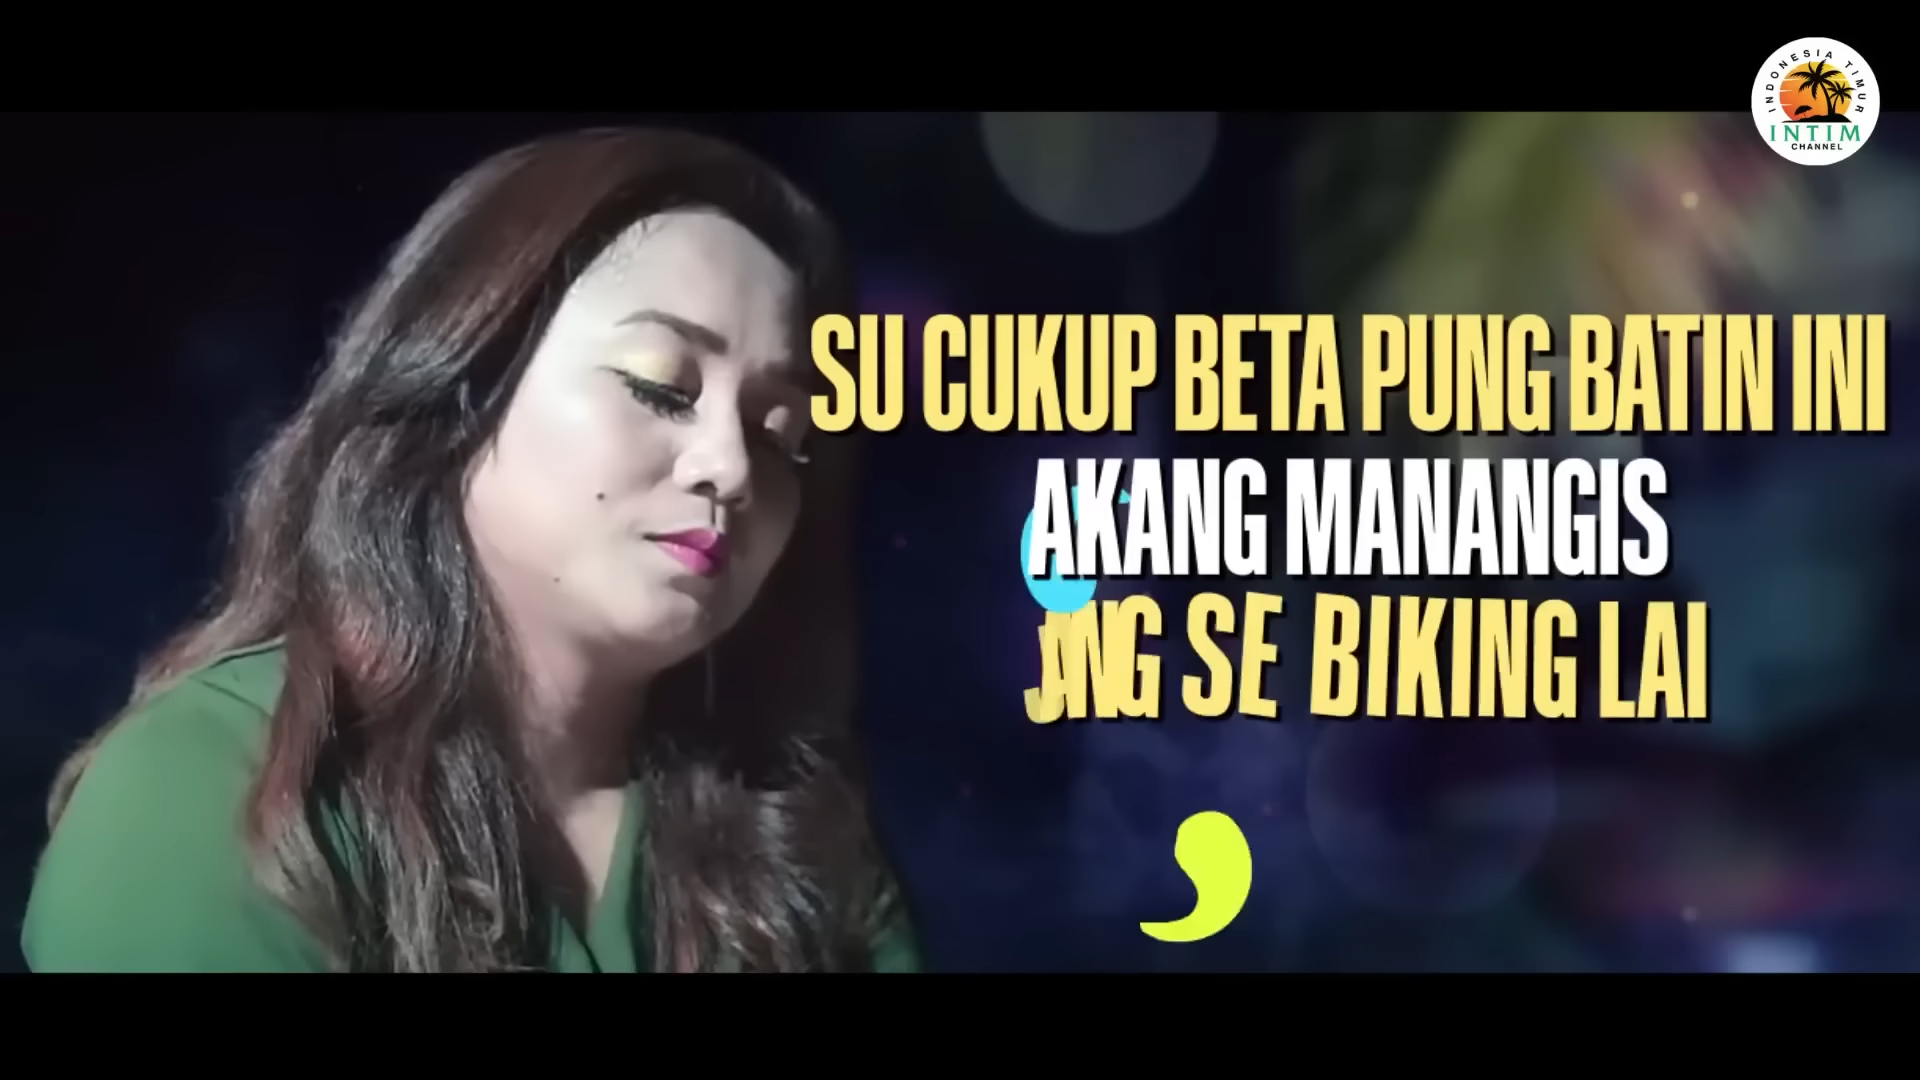 INDONESIA TIMUR
INTIM
CHANNEL
SU CUKUP BETA PUNG BATIN INI
AKANG MANANGIS
SE BIKING LAI